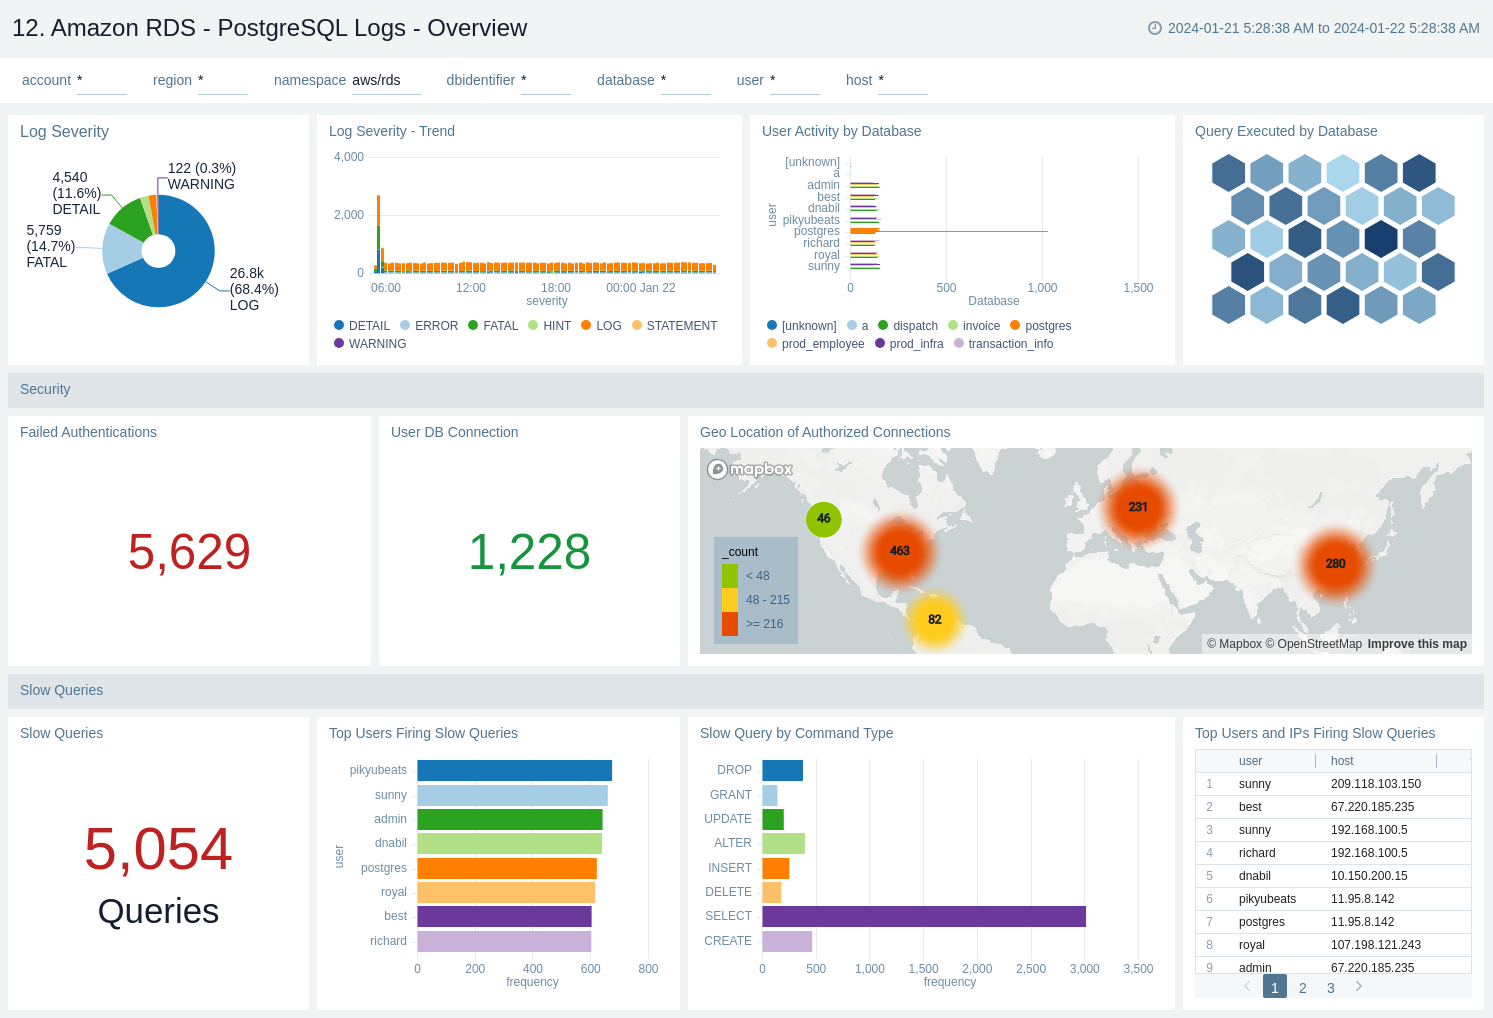 12. Amazon RDS - PostgreSQL Logs - Overview
2024-01-21 5:28:38 AM to 2024-01-22 5:28:38 AM
account * region * namespace aws/rds dbidentifier * database * user * host *
Log Severity
122 (0.3%)
WARNING
4,540
(11.6%)
DETAIL
5,759
(14.7%)
FATAL
26.8k
(68.4%)
LOG
Log Severity - Trend
4,000
2,000
0
06:00 12:00 18:00 00:00 Jan 22
severity
DETAIL ERROR FATAL HINT LOG STATEMENT
WARNING
User Activity by Database
user
[unknown]
a
admin
best
dnabil
pikyubeats
postgres
richard
royal
sunny
0 500 1,000 1,500
Database
[unknown] a dispatch invoice postgres
prod_employee prod_infra transaction_info
Query Executed by Database
Security
Failed Authentications
5,629
User DB Connection
1,228
Geo Location of Authorized Connections
mapbox
46
463
231
280
82
_count
< 48
48 - 215
>= 216
© Mapbox © OpenStreetMap Improve this map
Slow Queries
Slow Queries
5,054
Queries
Top Users Firing Slow Queries
user
pikyubeats
sunny
admin
dnabil
postgres
royal
best
richard
0 200 400 600 800
frequency
Slow Query by Command Type
DROP
GRANT
UPDATE
ALTER
INSERT
DELETE
SELECT
CREATE
0 500 1,000 1,500 2,000 2,500 3,000 3,500
frequency
Top Users and IPs Firing Slow Queries
user host
1 sunny 209.118.103.150
2 best 67.220.185.235
3 sunny 192.168.100.5
4 richard 192.168.100.5
5 dnabil 10.150.200.15
6 pikyubeats 11.95.8.142
7 postgres 11.95.8.142
8 royal 107.198.121.243
9 admin 67.220.185.235
1 2 3